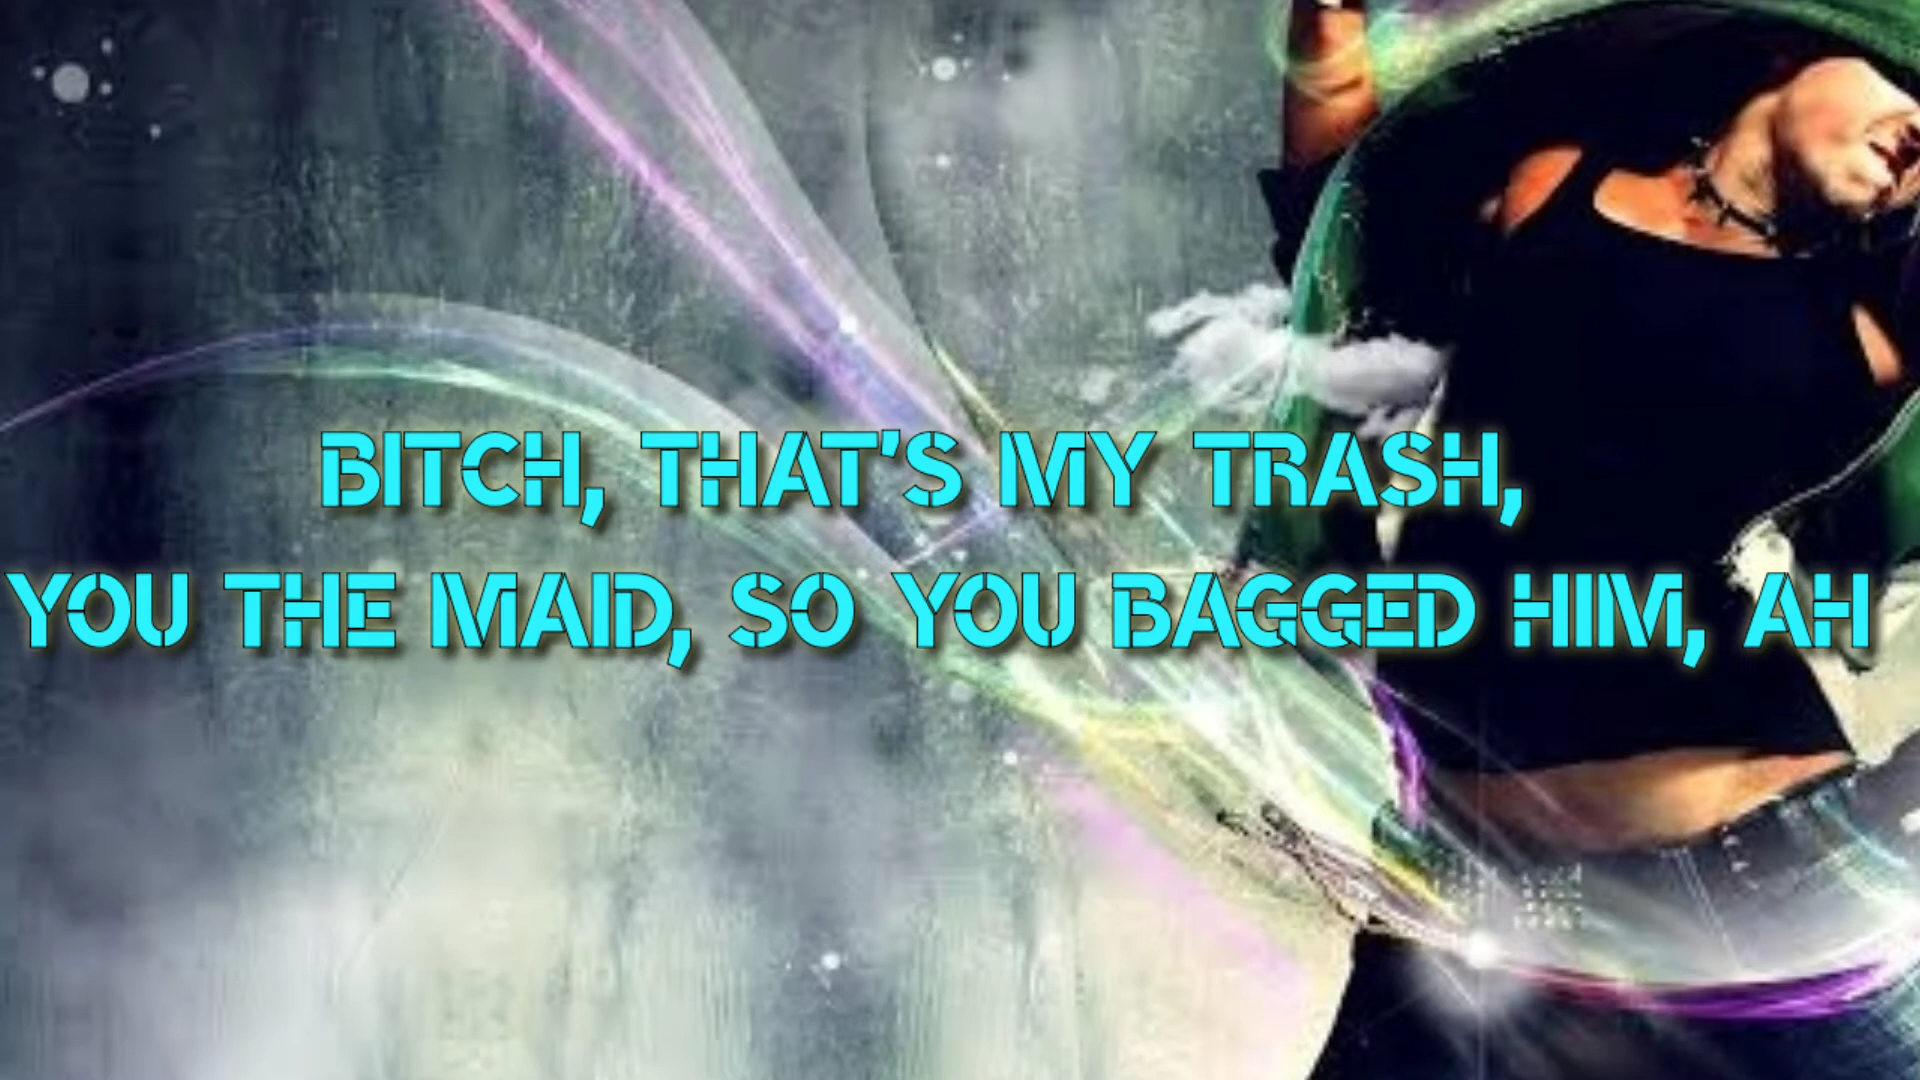 BITCH, THAT'S MY TRASH,
YOU THE MAID, SO YOU BAGGED HIM, AH